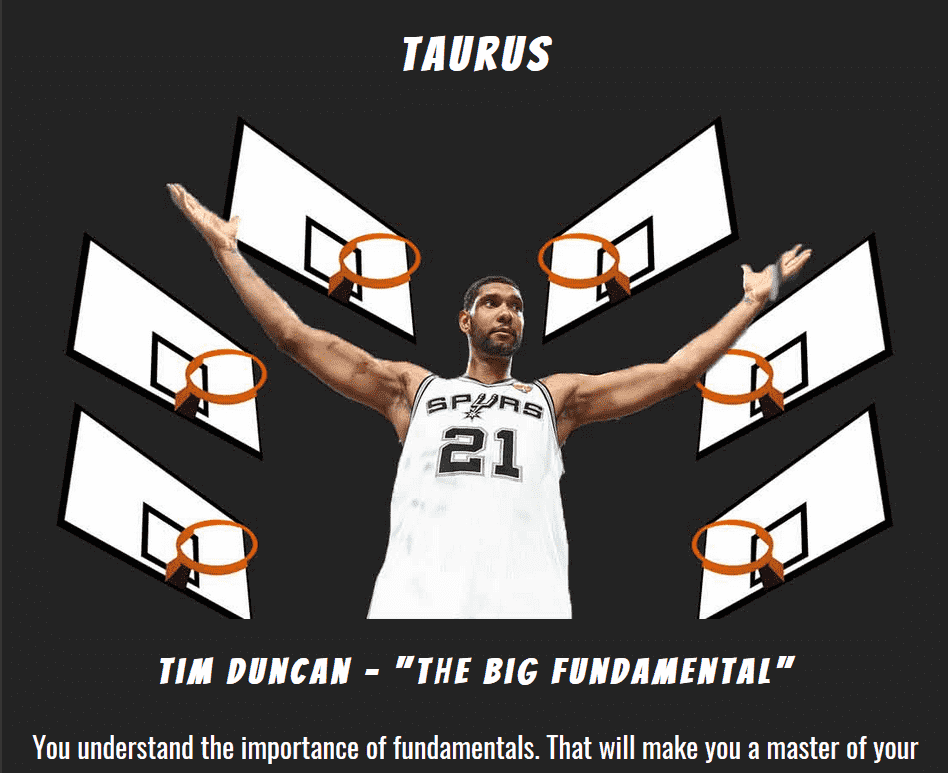 TAURUS
SPURS
21
TIM DUNCAN - "THE BIG FUNDAMENTAL"
You understand the importance of fundamentals. That will make you a master of your